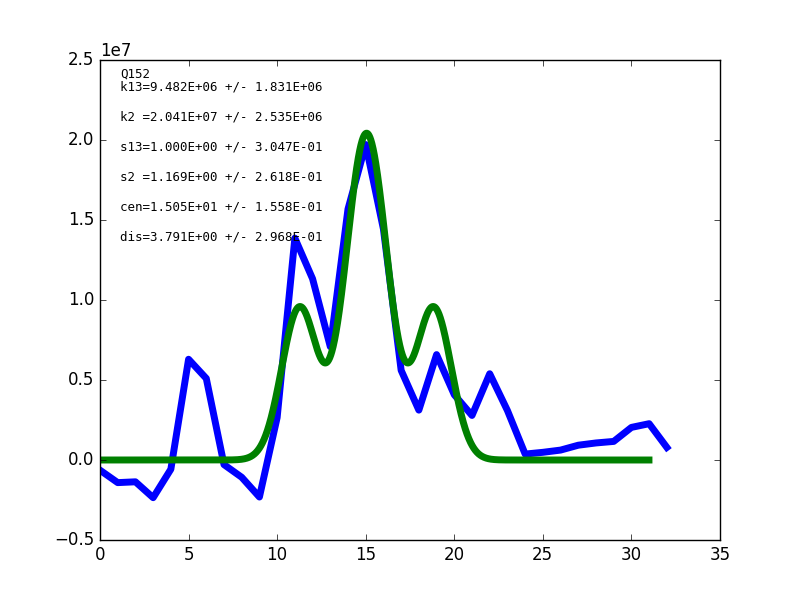 1e7
2.5
2.0
1.5
1.0
0.5
0.0
−0.5
Q152
k13=9.482E+06 +/- 1.831E+06
k2 =2.041E+07 +/- 2.535E+06
s13=1.000E+00 +/- 3.047E-01
s2 =1.169E+00 +/- 2.618E-01
cen=1.505E+01 +/- 1.558E-01
dis=3.791E+00 +/- 2.968E-01
0 5 10 15 20 25 30 35